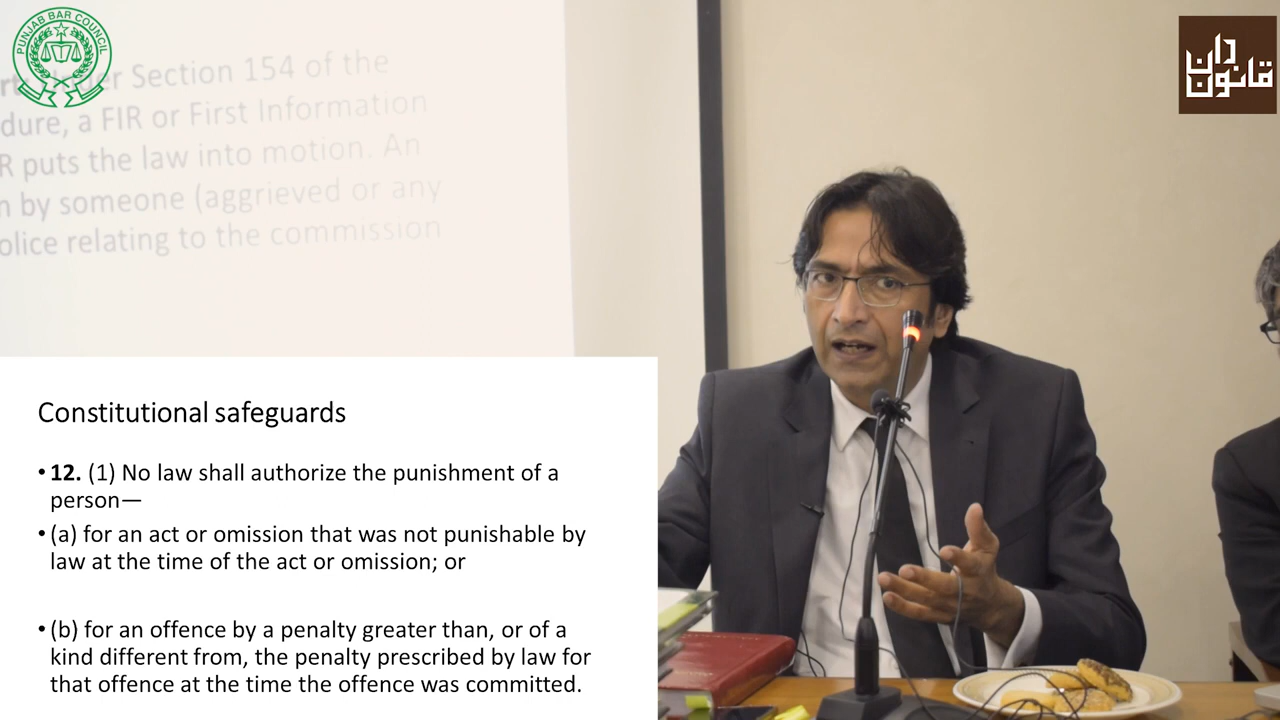 PUNJAB BAR COUNCIL
Section 154 of the
dure, a FIR or First Information
R puts the law into motion. An
n by someone (aggrieved or any
olice relating to the commission
قانون دان
Constitutional safeguards
• 12. (1) No law shall authorize the punishment of a
person—
• (a) for an act or omission that was not punishable by
law at the time of the act or omission; or
• (b) for an offence by a penalty greater than, or of a
kind different from, the penalty prescribed by law for
that offence at the time the offence was committed.